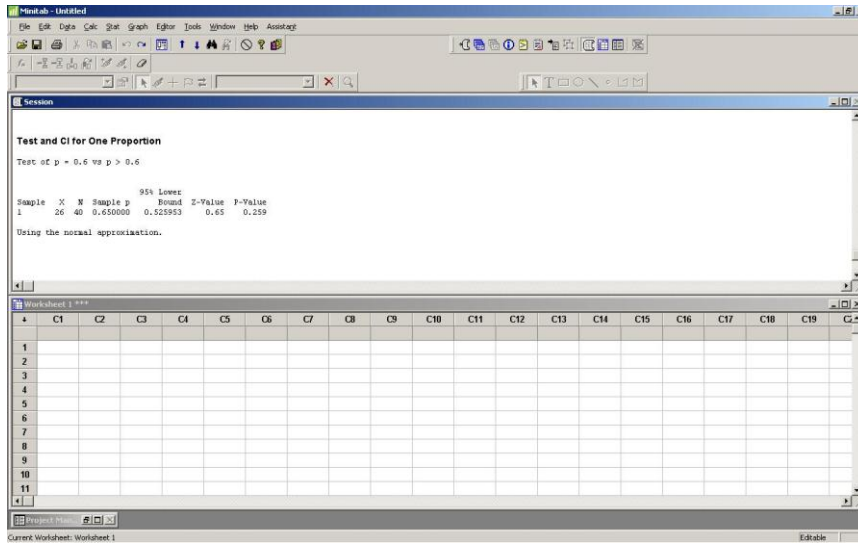 Minitab - Untitled
File Edit Data Calc Stat Graph Editor Tools Window Help Assistant
Session
Test and CI for One Proportion
Test of p = 0.6 vs p > 0.6
95% Lower
Sample X N Sample p Bound Z-Value P-Value
1 26 40 0.650000 0.525953 0.65 0.259
Using the normal approximation.
Worksheet 1 ***
C1 C2 C3 C4 C5 C6 C7 C8 C9 C10 C11 C12 C13 C14 C15 C16 C17 C18 C19
1
2
3
4
5
6
7
8
9
10
11
Project Man...
Current Worksheet: Worksheet 1 Editable